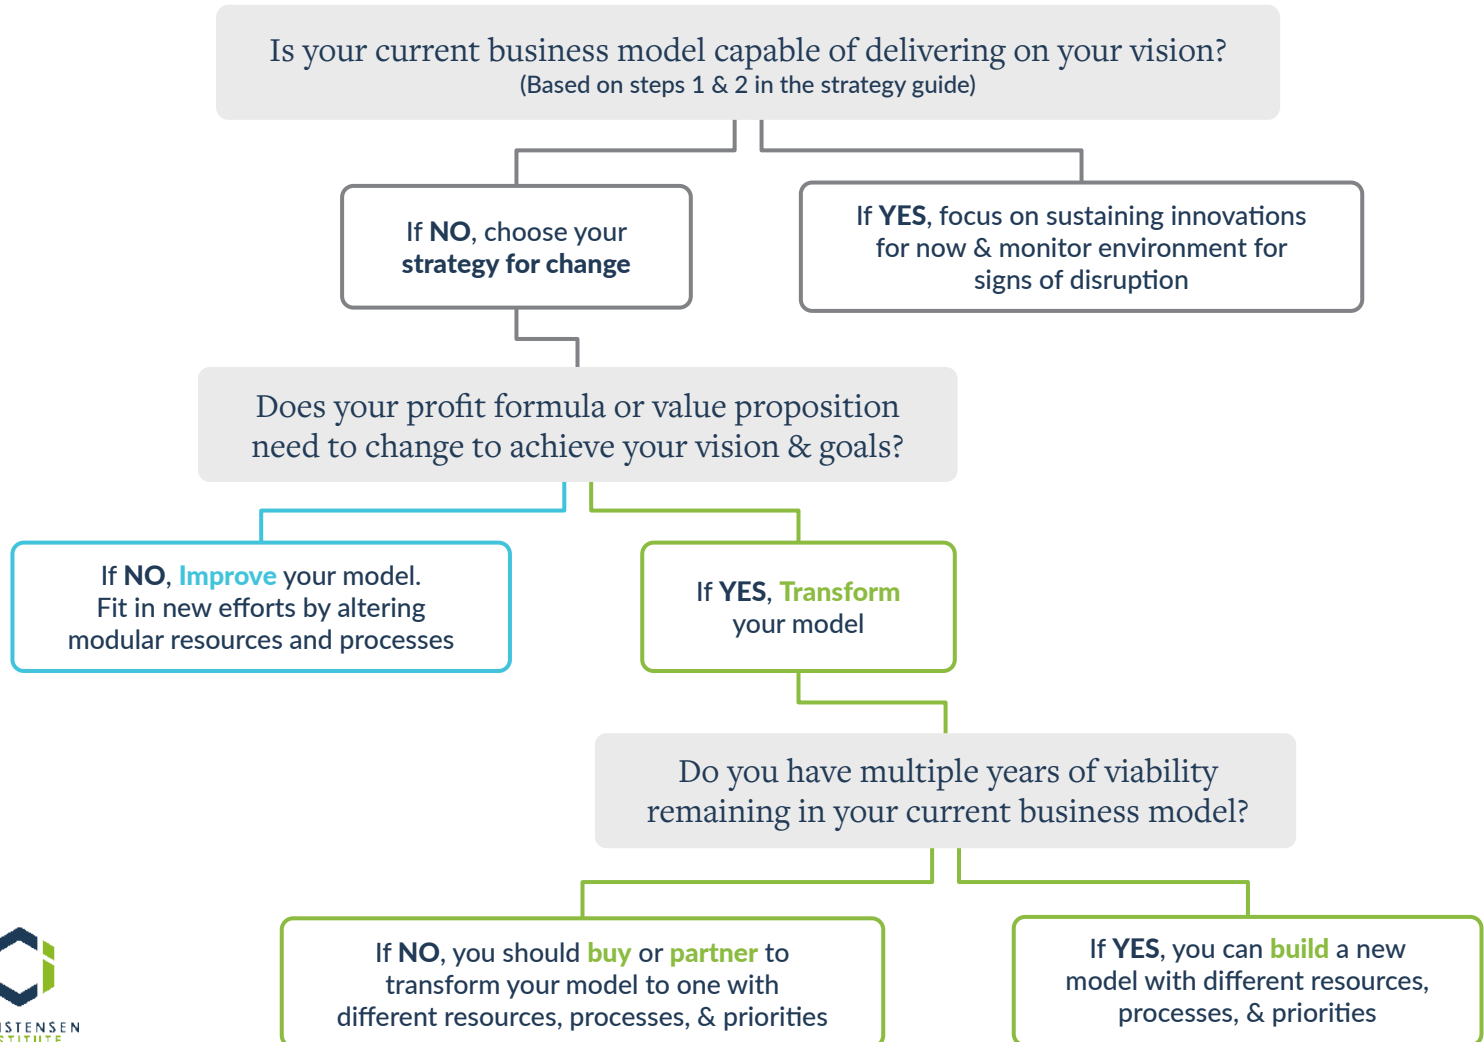 Is your current business model capable of delivering on your vision?
(Based on steps 1 & 2 in the strategy guide)
If NO, choose your
strategy for change
If YES, focus on sustaining innovations
for now & monitor environment for
signs of disruption
Does your profit formula or value proposition
need to change to achieve your vision & goals?
If NO, Improve your model.
Fit in new efforts by altering
modular resources and processes
If YES, Transform
your model
Do you have multiple years of viability
remaining in your current business model?
If NO, you should buy or partner to
transform your model to one with
different resources, processes, & priorities
If YES, you can build a new
model with different resources,
processes, & priorities